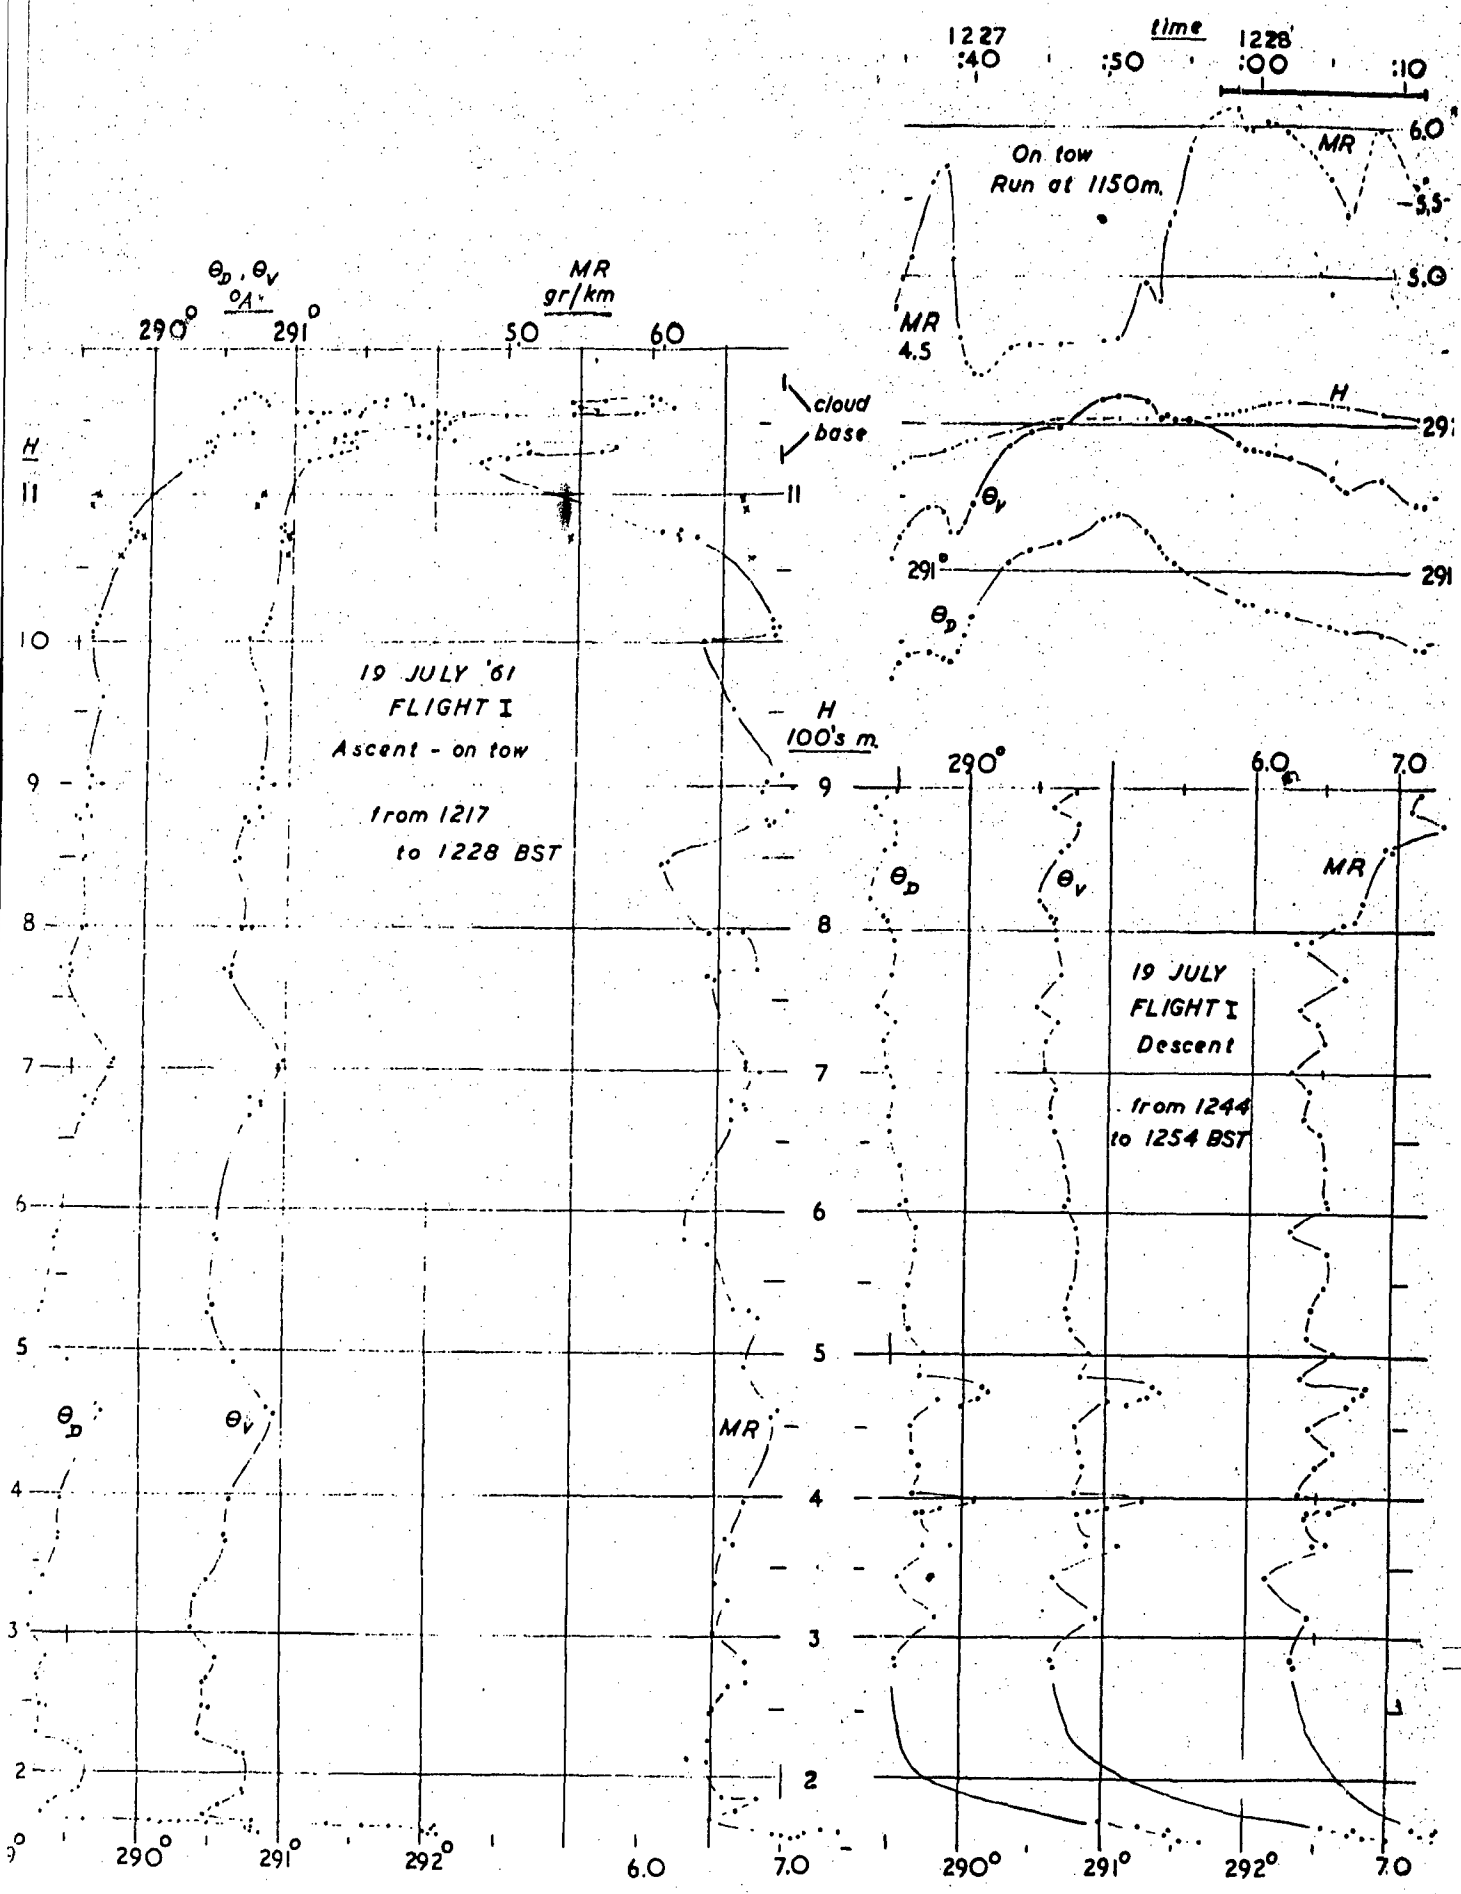 time
1227 1228
:40 :50 :00 :10
6.0
MR
On tow
Run at 1150m.
5.5
5.0
MR
4.5
θD, θV
°A
MR
gr/km
290° 291° 5.0 6.0
cloud
base
H
291
θV
291° 291
θD
H
11 11
10
19 JULY '61
FLIGHT I
Ascent - on tow
from 1217
to 1228 BST
H
100's m.
290° 6.0 7.0
9 9
θD θV MR
8 8
19 JULY
FLIGHT I
Descent
7 7
from 1244
to 1254 BST
6 6
5 5
θD θV MR
4 4
3 3
2 2
9° 290° 291° 292° 6.0 7.0 290° 291° 292° 7.0